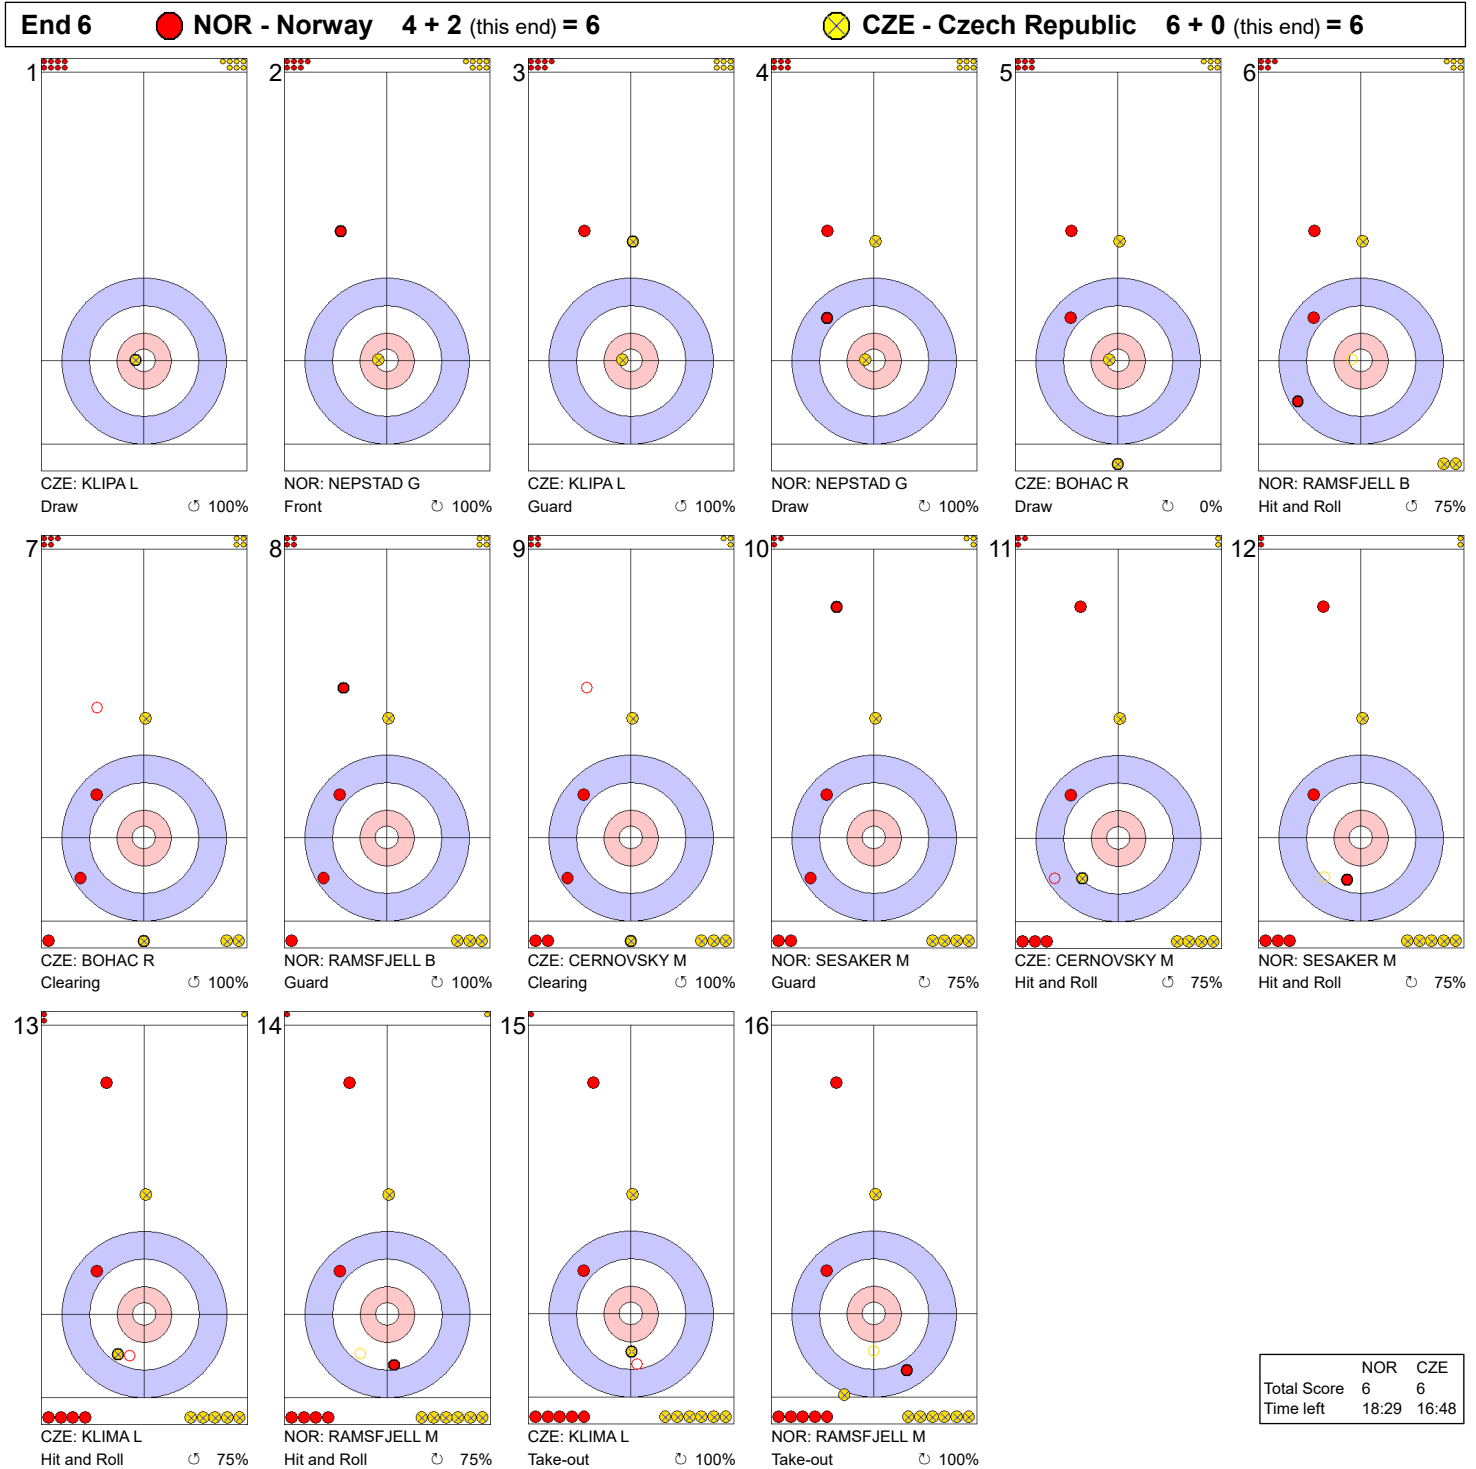 End 6 NOR - Norway 4 + 2 (this end) = 6 CZE - Czech Republic 6 + 0 (this end) = 6
1 2 3 4 5 6
CZE: KLIPA L NOR: NEPSTAD G CZE: KLIPA L NOR: NEPSTAD G CZE: BOHAC R NOR: RAMSFJELL B
Draw ↺ 100% Front ↺ 100% Guard ↻ 100% Draw ↻ 100% Draw ↻ 0% Hit and Roll ↺ 75%
7 8 9 10 11 12
CZE: BOHAC R NOR: RAMSFJELL B CZE: CERNOVSKY M NOR: SESAKER M CZE: CERNOVSKY M NOR: SESAKER M
Clearing ↺ 100% Guard ↻ 100% Clearing ↺ 100% Guard ↻ 75% Hit and Roll ↺ 75% Hit and Roll ↺ 75%
13 14 15 16
CZE: KLIMA L NOR: RAMSFJELL M CZE: KLIMA L NOR: RAMSFJELL M
Hit and Roll ↺ 75% Hit and Roll ↻ 75% Take-out ↻ 100% Take-out ↻ 100%
NOR CZE
Total Score 6 6
Time left 18:29 16:48